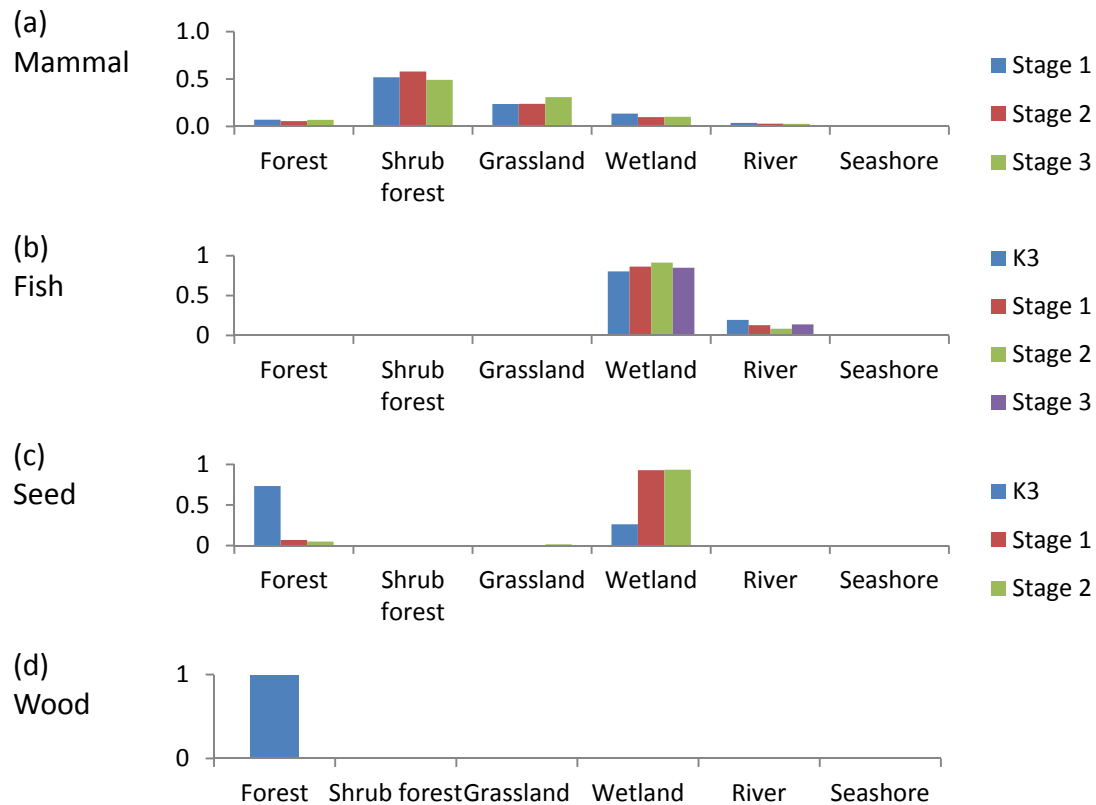 (a)
Mammal
1.0
0.5
0.0
Forest Shrub forest Grassland Wetland River Seashore
Stage 1
Stage 2
Stage 3
(b)
Fish
1
0.5
0
Forest Shrub forest Grassland Wetland River Seashore
K3
Stage 1
Stage 2
Stage 3
(c)
Seed
1
0.5
0
Forest Shrub forest Grassland Wetland River Seashore
K3
Stage 1
Stage 2
(d)
Wood
1
0
Forest Shrub forest Grassland Wetland River Seashore